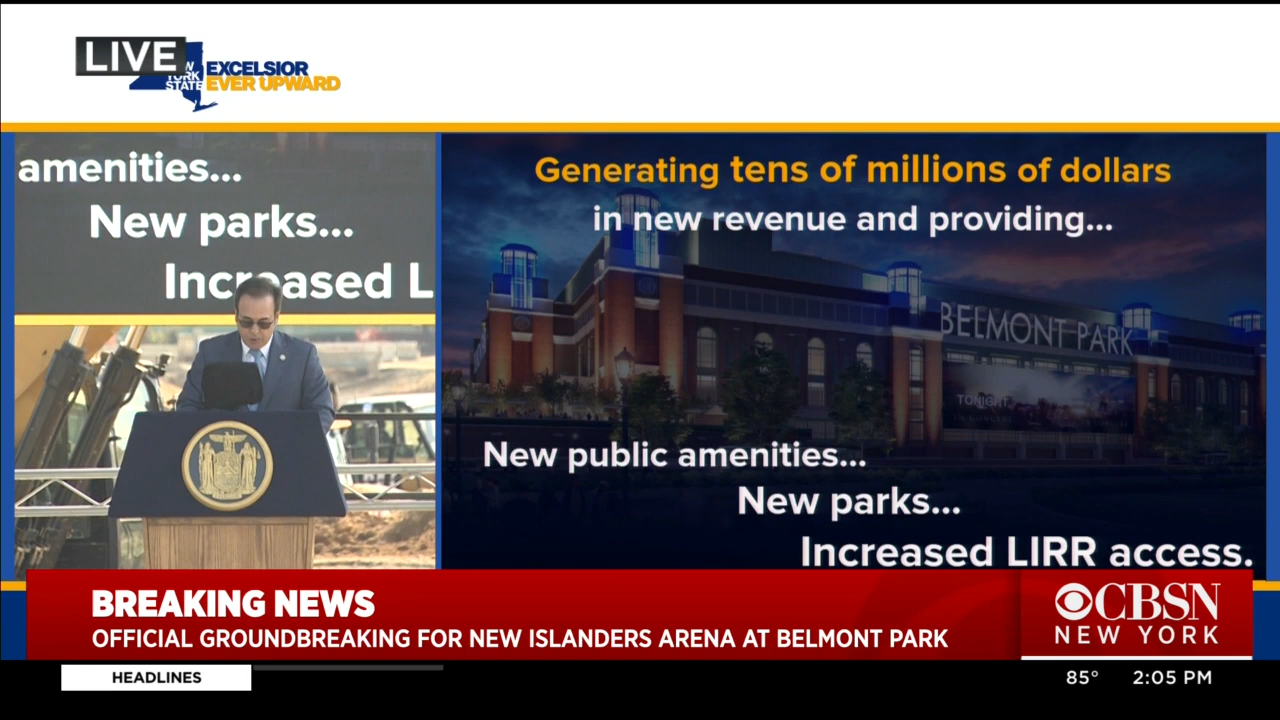 LIVE
YORK
STATE
EXCELSIOR
EVER UPWARD
amenities...
New parks...
Increased L
Generating tens of millions of dollars
in new revenue and providing...
BELMONT PARK
TONIGHT
New public amenities...
New parks...
Increased LIRR access.
BREAKING NEWS
OFFICIAL GROUNDBREAKING FOR NEW ISLANDERS ARENA AT BELMONT PARK
CBSN
NEW YORK
HEADLINES
85° 2:05 PM